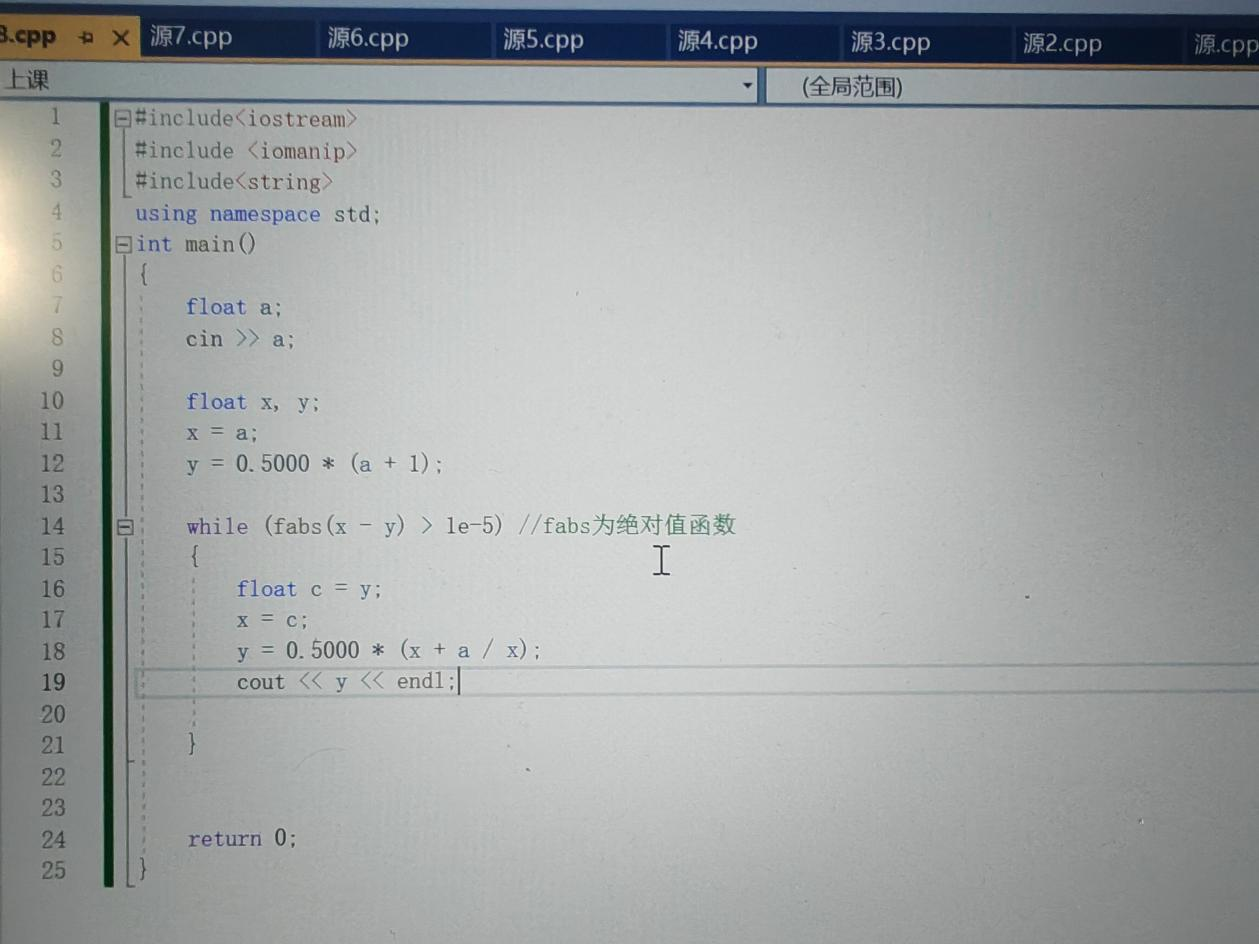 8.cpp 源7.cpp 源6.cpp 源5.cpp 源4.cpp 源3.cpp 源2.cpp 源.cpp
上课 (全局范围)
1 #include<iostream>
2 #include <iomanip>
3 #include<string>
4 using namespace std;
5 int main()
6 {
7 float a;
8 cin >> a;
9
10 float x, y;
11 x = a;
12 y = 0.5000 * (a + 1);
13
14 while (fabs(x - y) > 1e-5) //fabs为绝对值函数
15 {
16 float c = y;
17 x = c;
18 y = 0.5000 * (x + a / x);
19 cout << y << endl;
20
21 }
22
23
24 return 0;
25 }